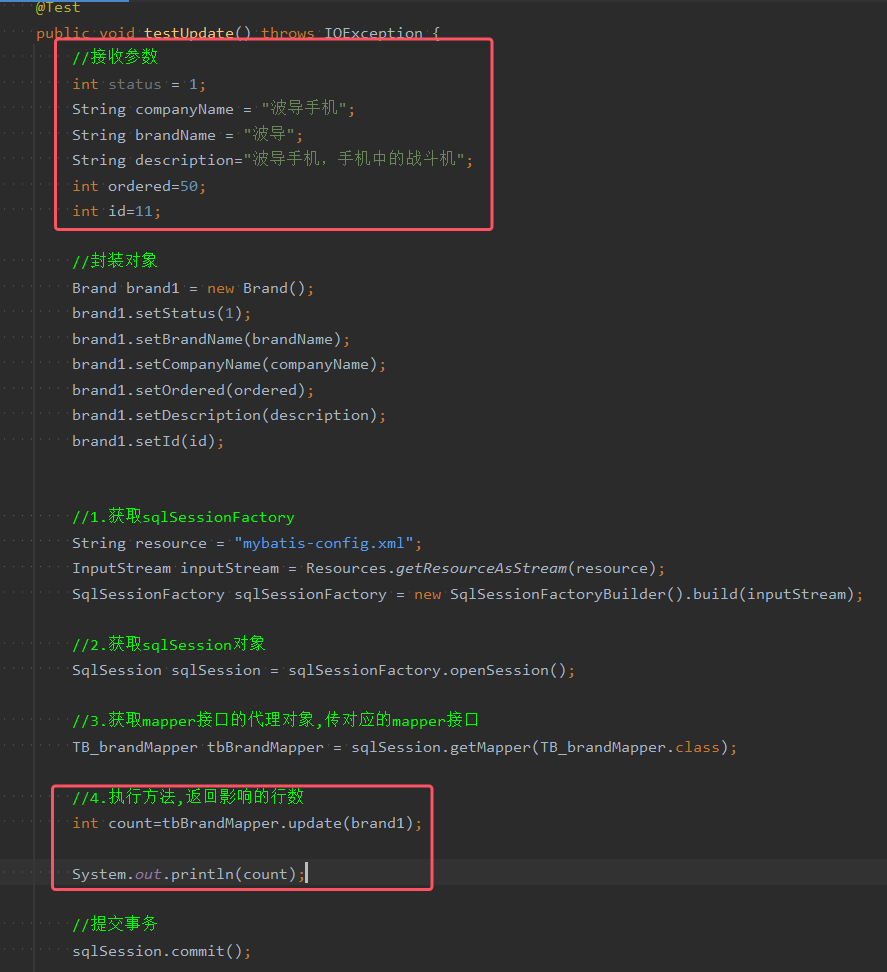 @Test
public void testUpdate() throws IOException {
//接收参数
int status = 1;
String companyName = "波导手机";
String brandName = "波导";
String description="波导手机，手机中的战斗机";
int ordered=50;
int id=11;
//封装对象
Brand brand1 = new Brand();
brand1.setStatus(1);
brand1.setBrandName(brandName);
brand1.setCompanyName(companyName);
brand1.setOrdered(ordered);
brand1.setDescription(description);
brand1.setId(id);
//1.获取sqlSessionFactory
String resource = "mybatis-config.xml";
InputStream inputStream = Resources.getResourceAsStream(resource);
SqlSessionFactory sqlSessionFactory = new SqlSessionFactoryBuilder().build(inputStream);
//2.获取sqlSession对象
SqlSession sqlSession = sqlSessionFactory.openSession();
//3.获取mapper接口的代理对象,传对应的mapper接口
TB_brandMapper tbBrandMapper = sqlSession.getMapper(TB_brandMapper.class);
//4.执行方法,返回影响的行数
int count=tbBrandMapper.update(brand1);
System.out.println(count);
//提交事务
sqlSession.commit();